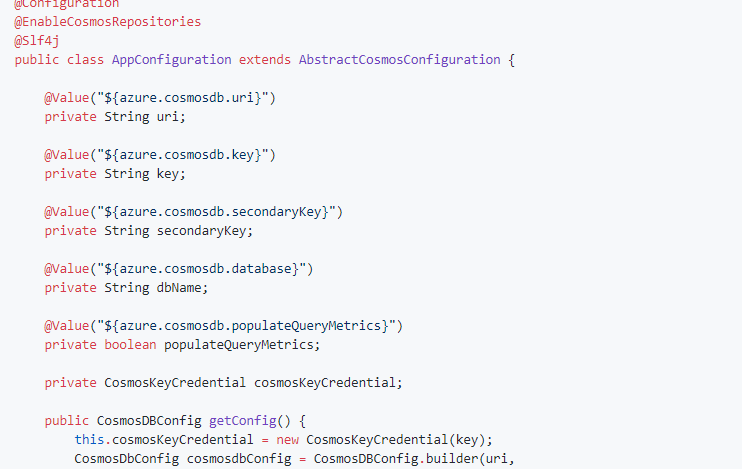 @Configuration
@EnableCosmosRepositories
@Slf4j
public class AppConfiguration extends AbstractCosmosConfiguration {
@Value("${azure.cosmosdb.uri}")
private String uri;
@Value("${azure.cosmosdb.key}")
private String key;
@Value("${azure.cosmosdb.secondaryKey}")
private String secondaryKey;
@Value("${azure.cosmosdb.database}")
private String dbName;
@Value("${azure.cosmosdb.populateQueryMetrics}")
private boolean populateQueryMetrics;
private CosmosKeyCredential cosmosKeyCredential;
public CosmosDBConfig getConfig() {
this.cosmosKeyCredential = new CosmosKeyCredential(key);
CosmosDbConfig cosmosdbConfig = CosmosDBConfig.builder(uri,